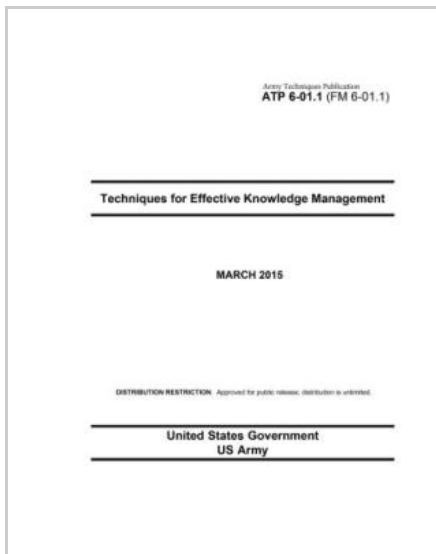 Army Techniques Publication
ATP 6-01.1 (FM 6-01.1)
Techniques for Effective Knowledge Management
MARCH 2015
DISTRIBUTION RESTRICTION: Approved for public release; distribution is unlimited.
United States Government
US Army